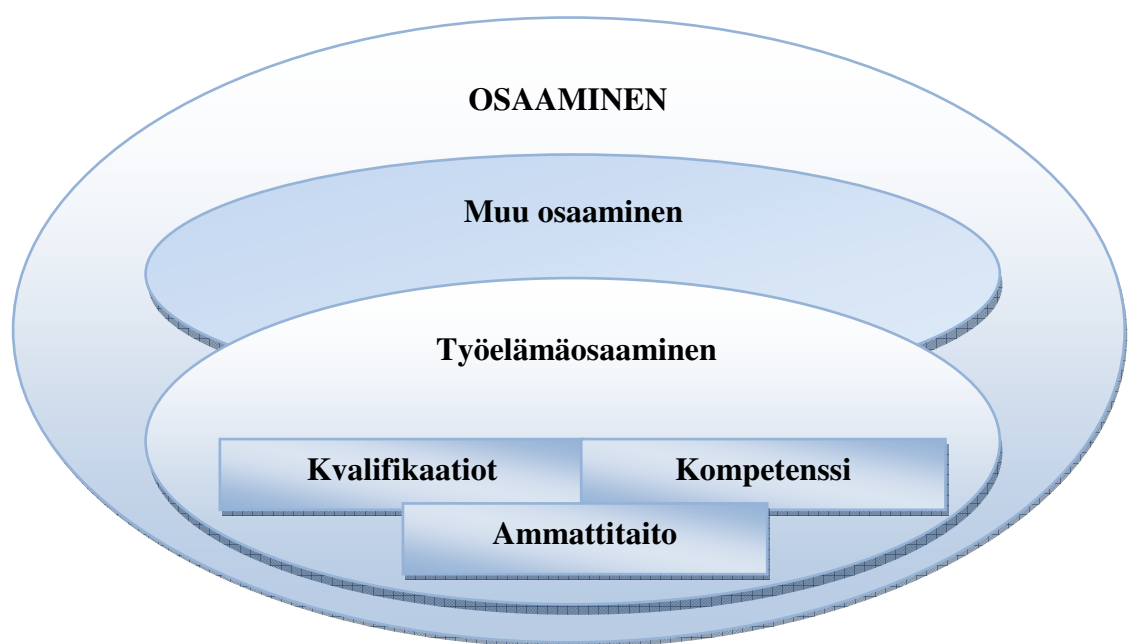 OSAAMINEN
Muu osaaminen
Työelämäosaaminen
Kvalifikaatiot
Kompetenssi
Ammattitaito